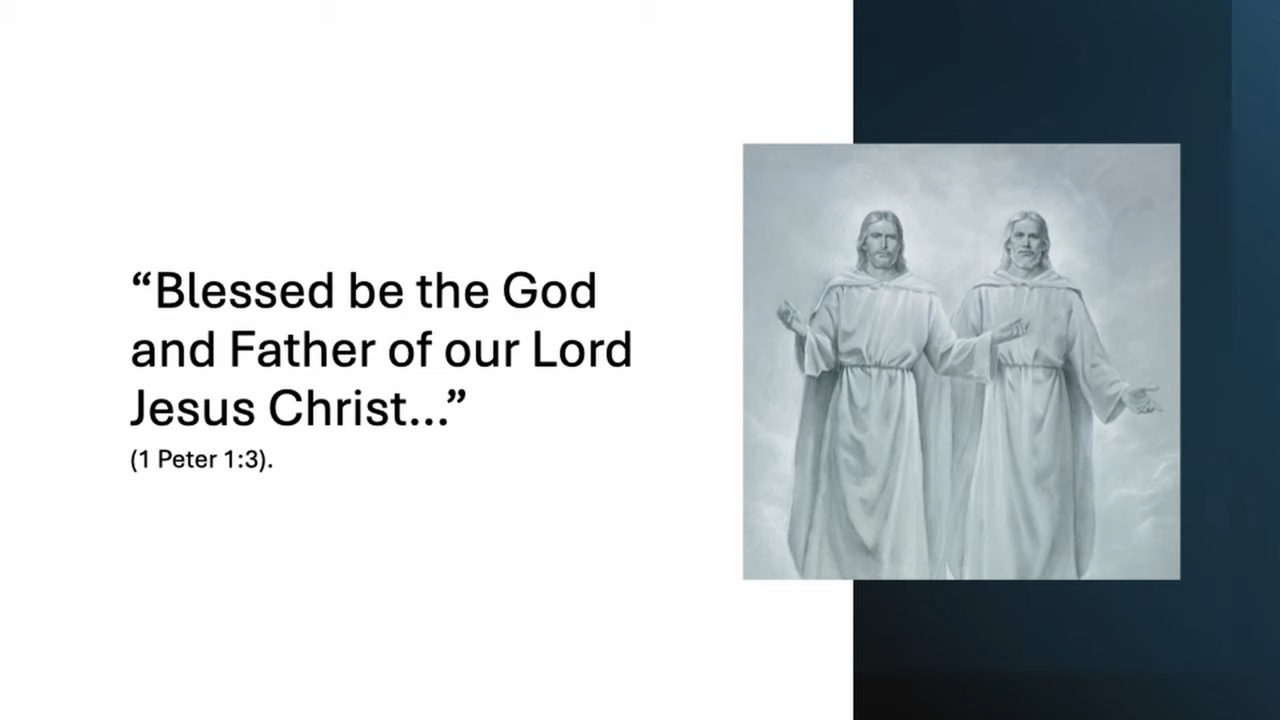 “Blessed be the God
and Father of our Lord
Jesus Christ…”
(1 Peter 1:3).